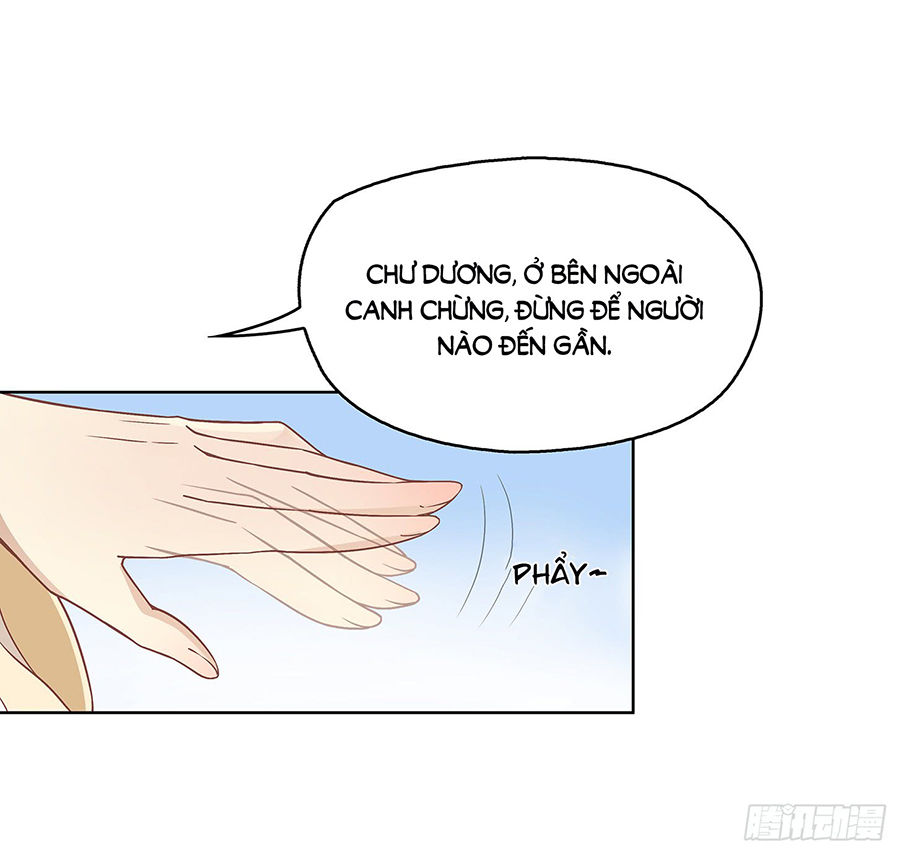 CHƯ DƯƠNG, Ở BÊN NGOÀI
CANH CHỪNG, ĐỪNG ĐỂ NGƯỜI
NÀO ĐẾN GẦN.
PHẨY~
腾讯动漫